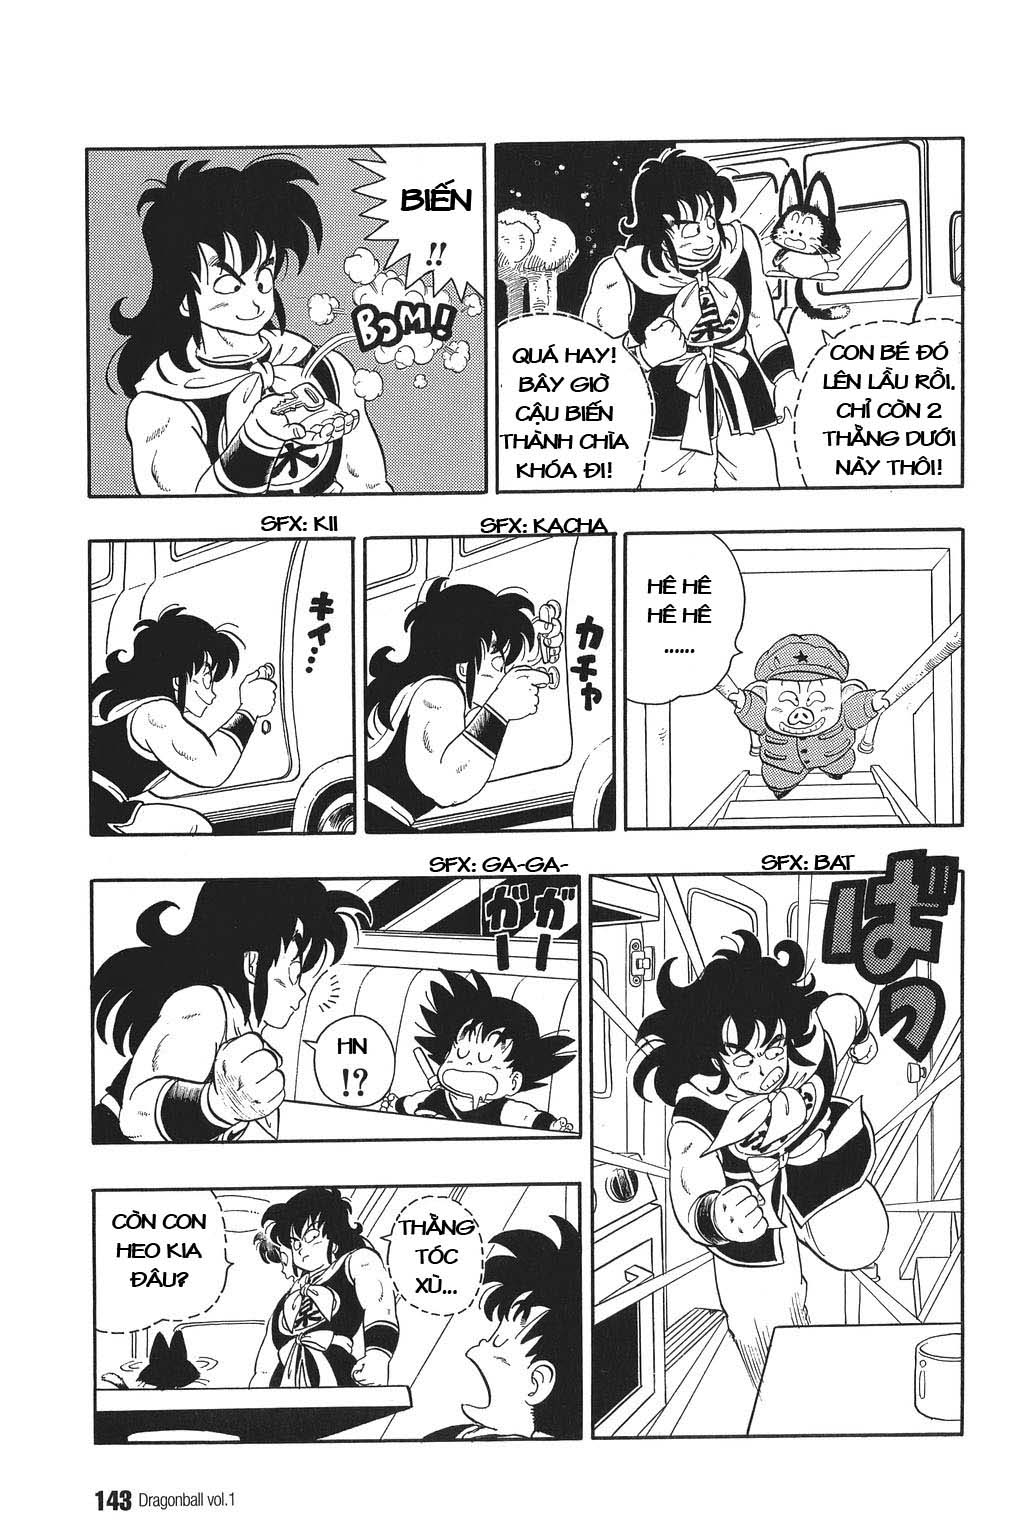 CON BÉ ĐÓ
LÊN LẦU RỒI.
CHỈ CÒN 2
THẰNG DƯỚI
NÀY THÔI!
QUÁ HAY!
BÂY GIỜ
CẬU BIẾN
THÀNH CHÌA
KHÓA ĐI!
BIẾN
!!
BOM!
HÊ HÊ
HÊ HÊ
......
SFX: KACHA
カチャ
SFX: KII
キィ…
SFX: BAT
ばっ
SFX: GA-GA-
ガー
ガー
HN
!?
THẰNG
TÓC
XÙ...
CÒN CON
HEO KIA
ĐÂU?
143 Dragonball vol.1